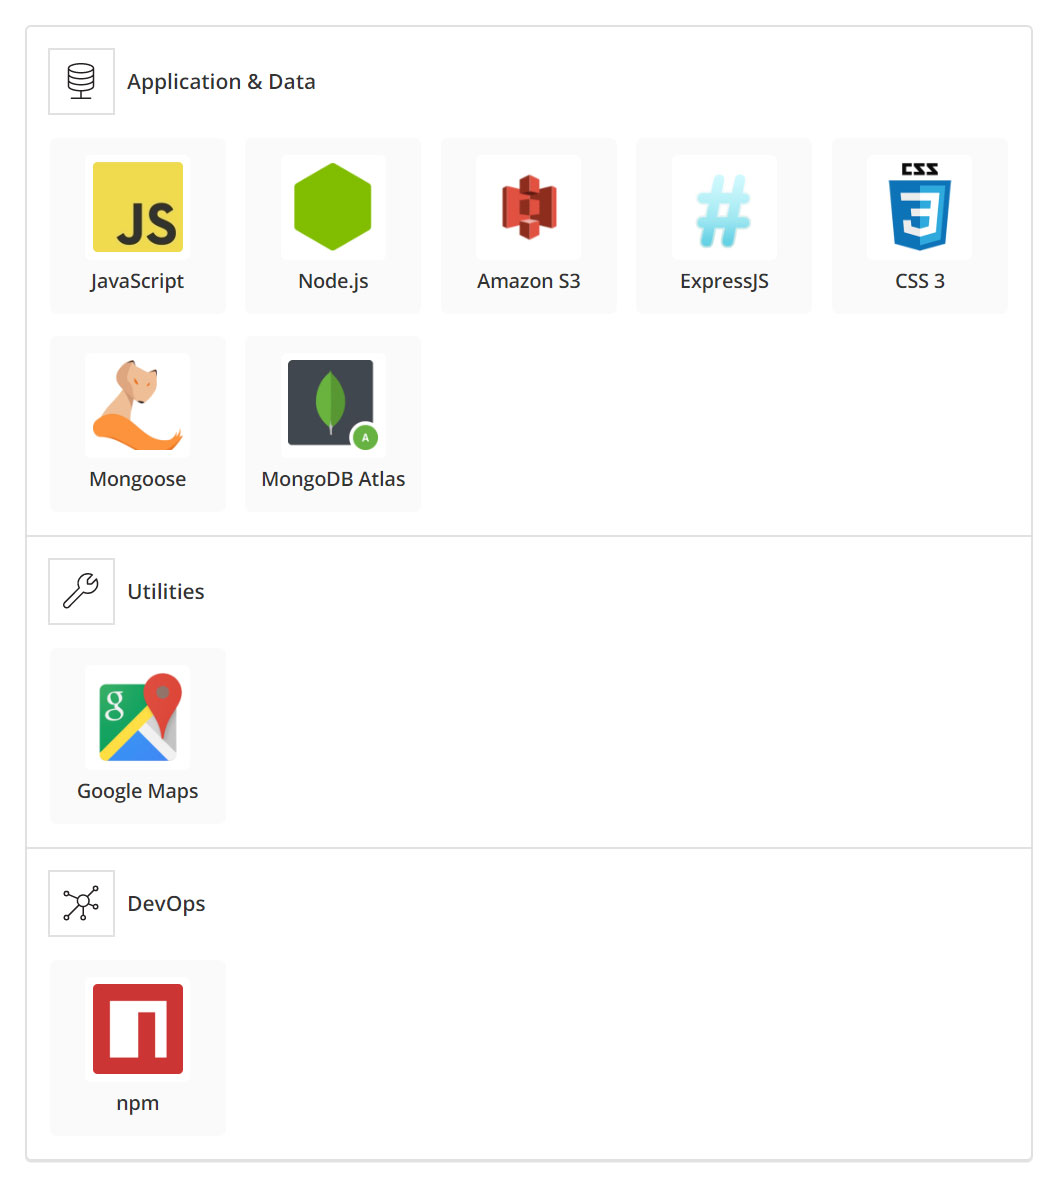 Application & Data
JS
CSS
3
JavaScript
Node.js
Amazon S3
#
ExpressJS
CSS 3
A
Mongoose
MongoDB Atlas
Utilities
g
Google Maps
DevOps
n
npm